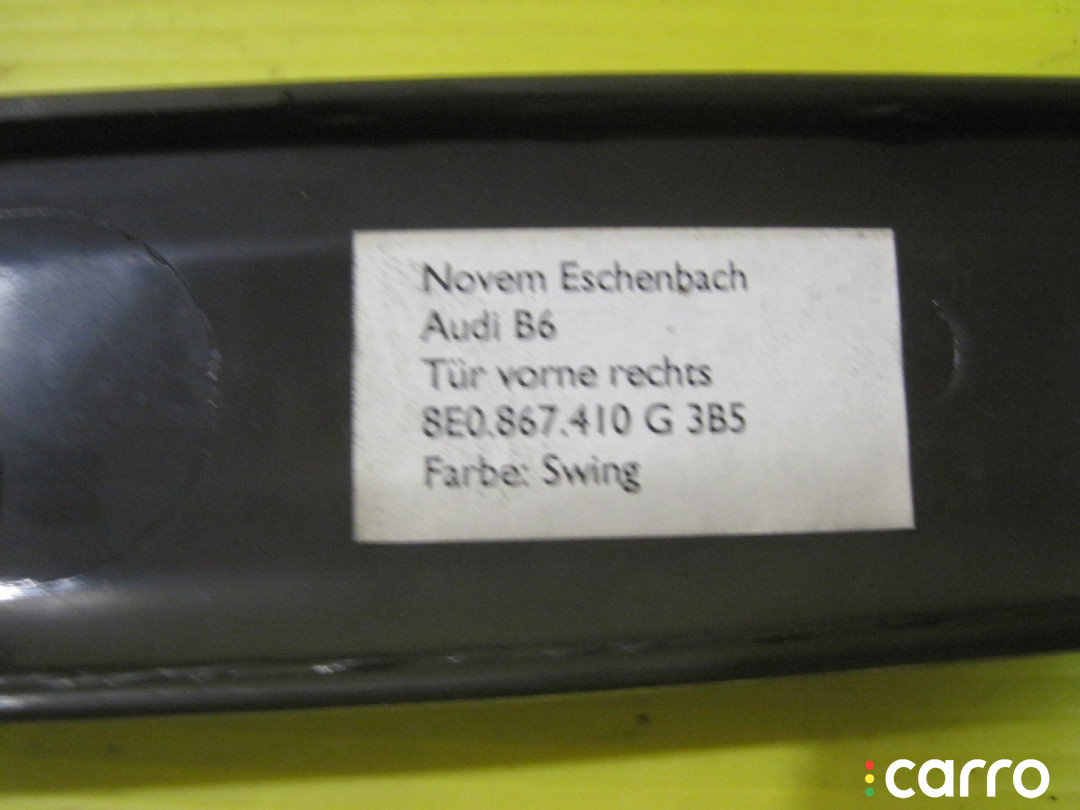 Novem Eschenbach
Audi B6
Tür vorne rechts
8E0.867.410 G 3B5
Farbe: Swing
carro